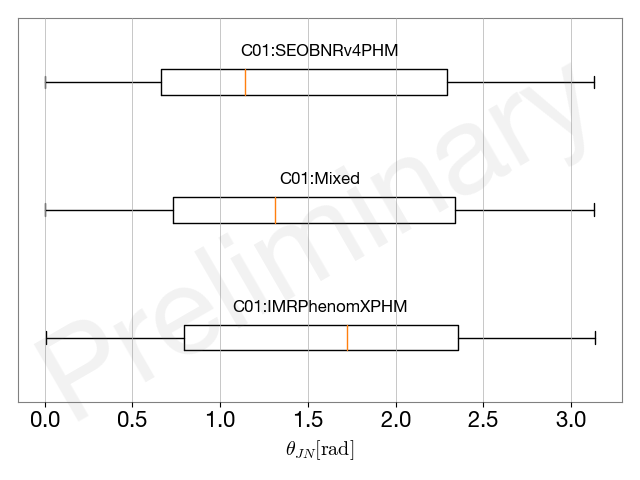 C01:SEOBNRv4PHM
C01:Mixed
C01:IMRPhenomXPHM
Preliminary
0.0 0.5 1.0 1.5 2.0 2.5 3.0
θ_JN[rad]